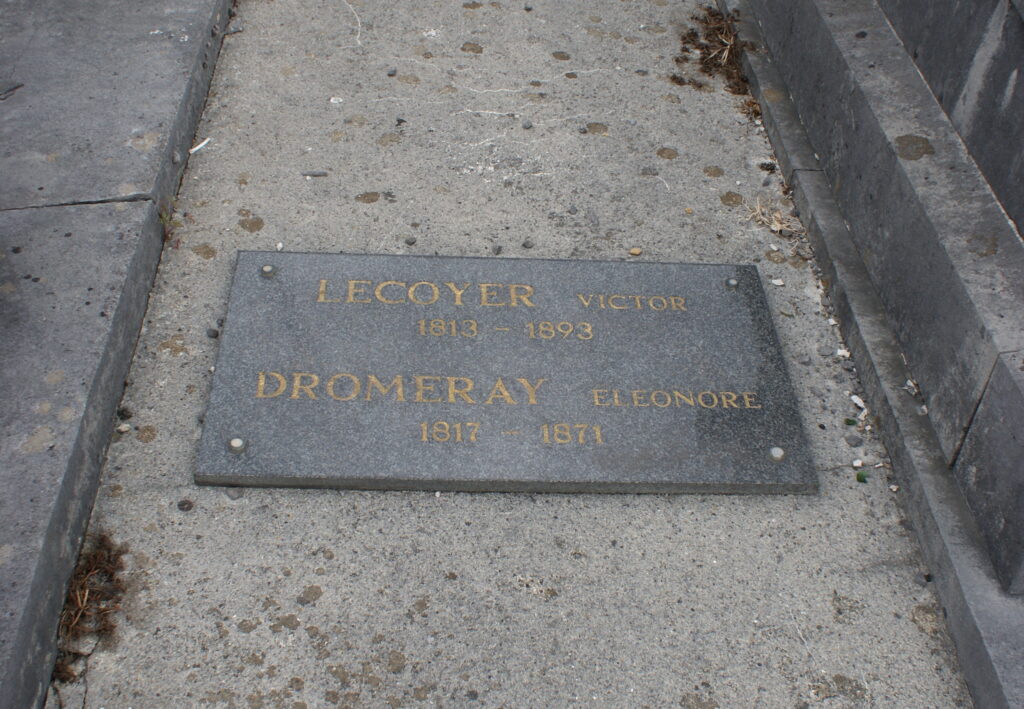 LECOYER VICTOR
1813 - 1893
DROMERAY ELEONORE
1817 - 1871